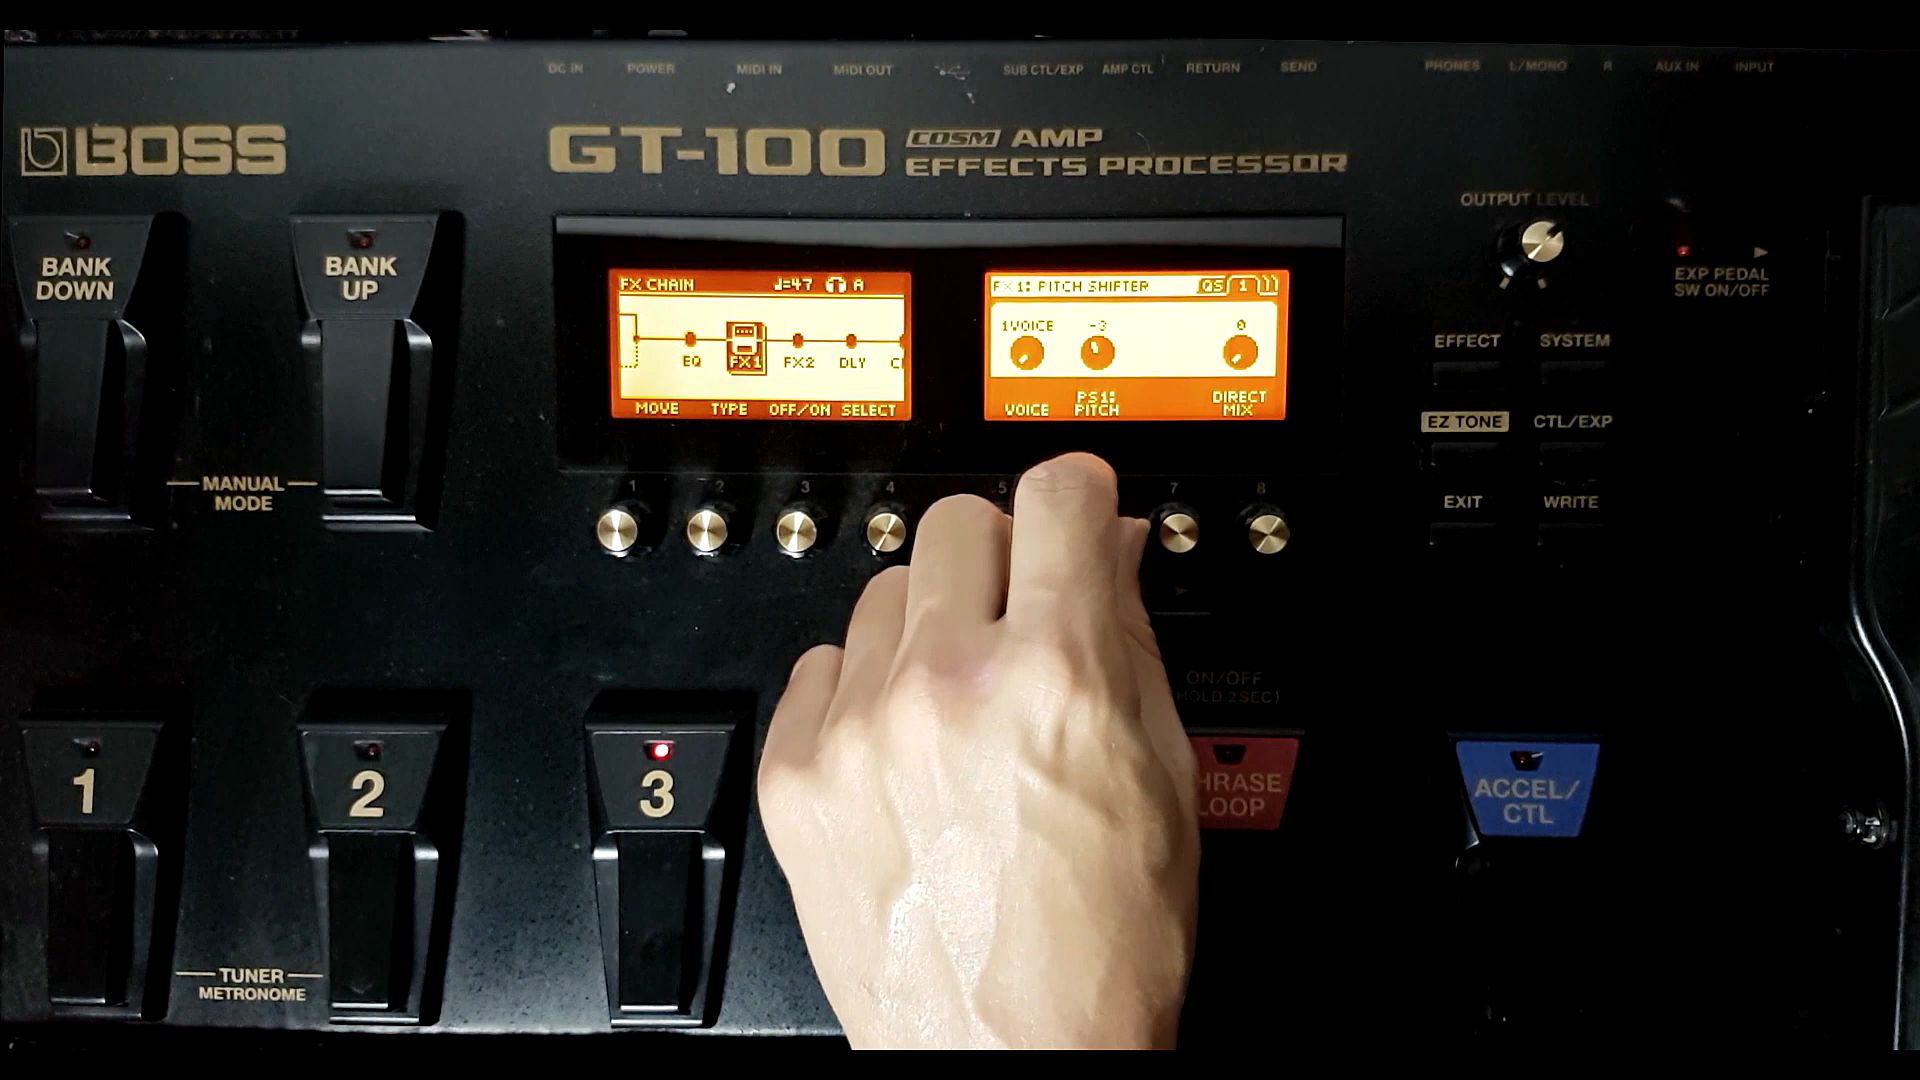 DC IN POWER MIDI IN MIDI OUT SUB CTL/EXP AMP CTL RETURN SEND PHONES L/MONO R AUX IN INPUT
BOSS
GT-100 COSM AMP
EFFECTS PROCESSOR
OUTPUT LEVEL
BANK
DOWN
BANK
UP
EXP PEDAL
SW ON/OFF
FX CHAIN ♩=47 A
EQ FX1 FX2 DLY
MOVE TYPE OFF/ON SELECT
FX1: PITCH SHIFTER QS 1
1VOICE -3 0
VOICE
PS1:
PITCH
DIRECT
MIX
EFFECT SYSTEM
EZ TONE CTL/EXP
EXIT WRITE
MANUAL
MODE
1 2 3 4 5 7 8
ON/OFF
HOLD 2SEC)
1
2
3
HRASE
LOOP
ACCEL/
CTL
TUNER
METRONOME